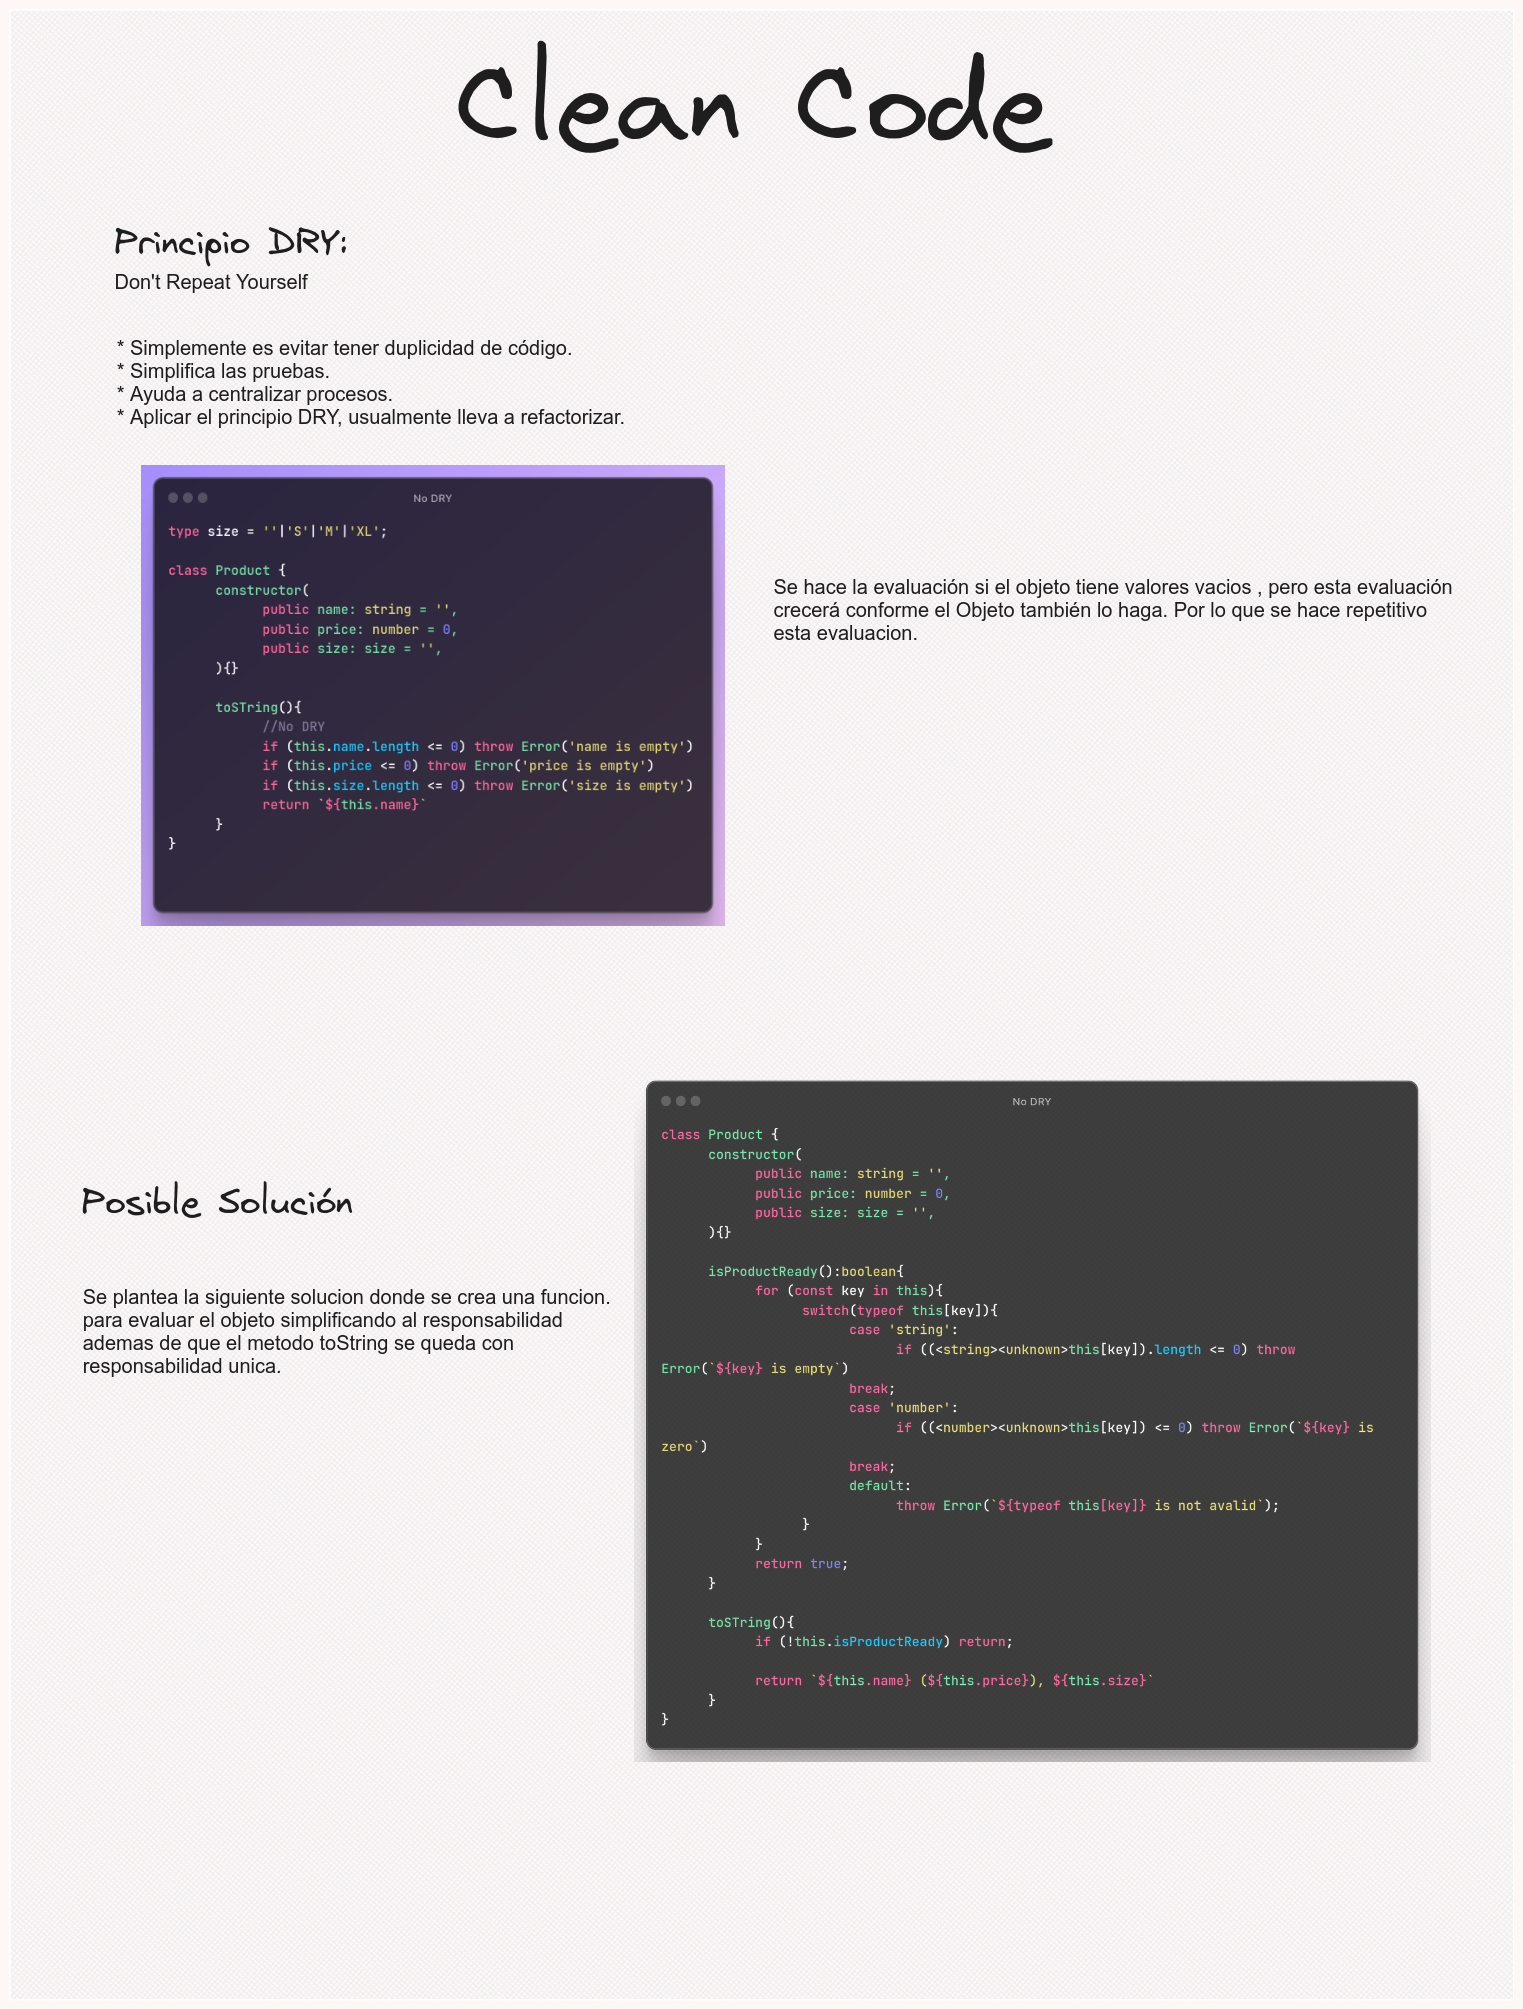 Clean Code
Principio DRY:
Don't Repeat Yourself
* Simplemente es evitar tener duplicidad de código.
* Simplifica las pruebas.
* Ayuda a centralizar procesos.
* Aplicar el principio DRY, usualmente lleva a refactorizar.
No DRY
type size = ''|'S'|'M'|'XL';
class Product {
constructor(
public name: string = '',
public price: number = 0,
public size: size = '',
){}
toSTring(){
//No DRY
if (this.name.length <= 0) throw Error('name is empty')
if (this.price <= 0) throw Error('price is empty')
if (this.size.length <= 0) throw Error('size is empty')
return `${this.name}`
}
}
Se hace la evaluación si el objeto tiene valores vacios , pero esta evaluación
crecerá conforme el Objeto también lo haga. Por lo que se hace repetitivo
esta evaluacion.
Posible Solución
Se plantea la siguiente solucion donde se crea una funcion.
para evaluar el objeto simplificando al responsabilidad
ademas de que el metodo toString se queda con
responsabilidad unica.
No DRY
class Product {
constructor(
public name: string = '',
public price: number = 0,
public size: size = '',
){}
isProductReady():boolean{
for (const key in this){
switch(typeof this[key]){
case 'string':
if ((<string><unknown>this[key]).length <= 0) throw
Error(`${key} is empty`)
break;
case 'number':
if ((<number><unknown>this[key]) <= 0) throw Error(`${key} is
zero`)
break;
default:
throw Error(`${typeof this[key]} is not avalid`);
}
}
return true;
}
toSTring(){
if (!this.isProductReady) return;
return `${this.name} (${this.price}), ${this.size}`
}
}